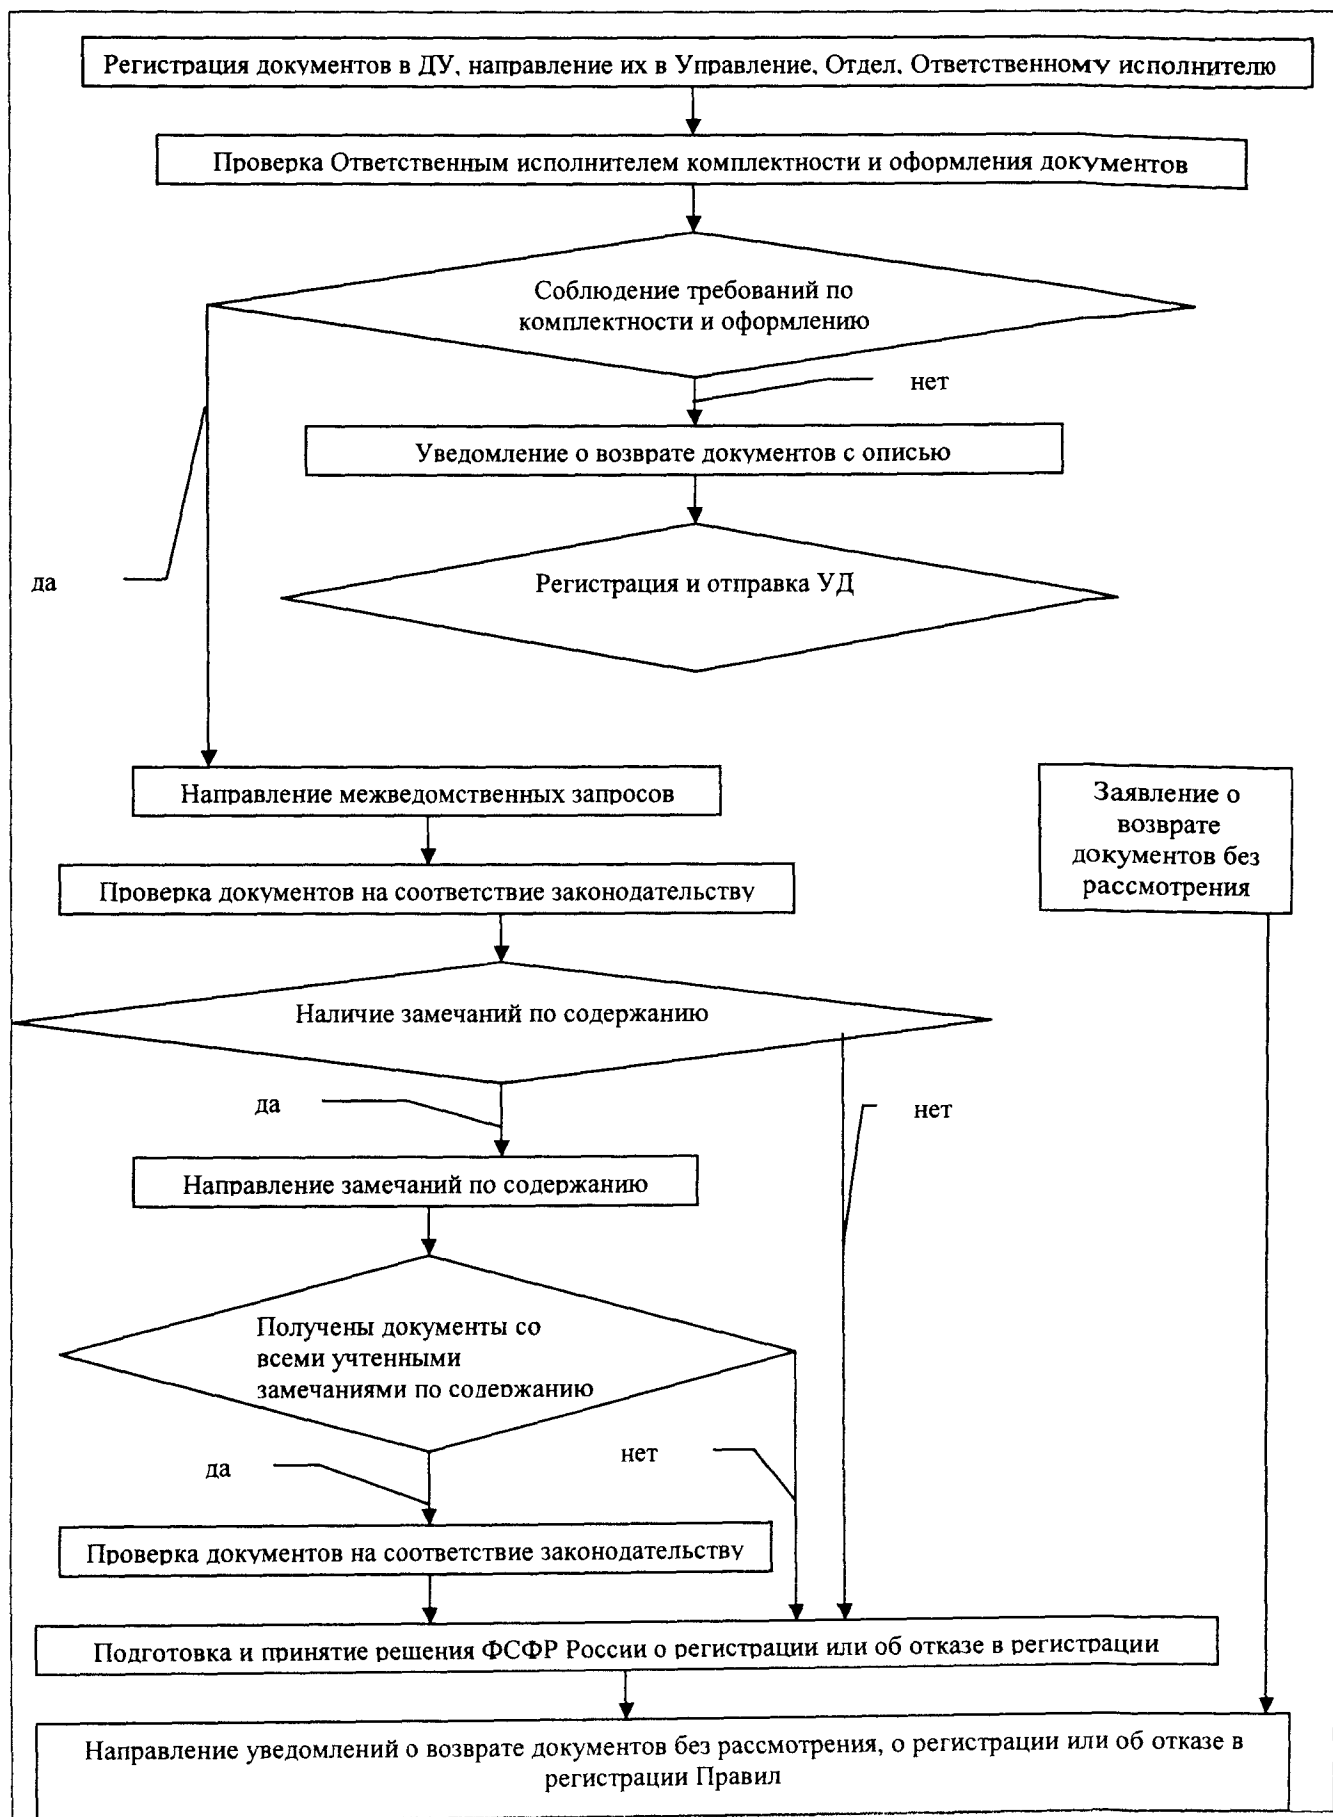 Регистрация документов в ДУ, направление их в Управление, Отдел, Ответственному исполнителю
Проверка Ответственным исполнителем комплектности и оформления документов
Соблюдение требований по
комплектности и оформлению
нет
Уведомление о возврате документов с описью
да
Регистрация и отправка УД
Направление межведомственных запросов
Заявление о
возврате
документов без
рассмотрения
Проверка документов на соответствие законодательству
Наличие замечаний по содержанию
да
нет
Направление замечаний по содержанию
Получены документы со
всеми учтенными
замечаниями по содержанию
да
нет
Проверка документов на соответствие законодательству
Подготовка и принятие решения ФСФР России о регистрации или об отказе в регистрации
Направление уведомлений о возврате документов без рассмотрения, о регистрации или об отказе в
регистрации Правил